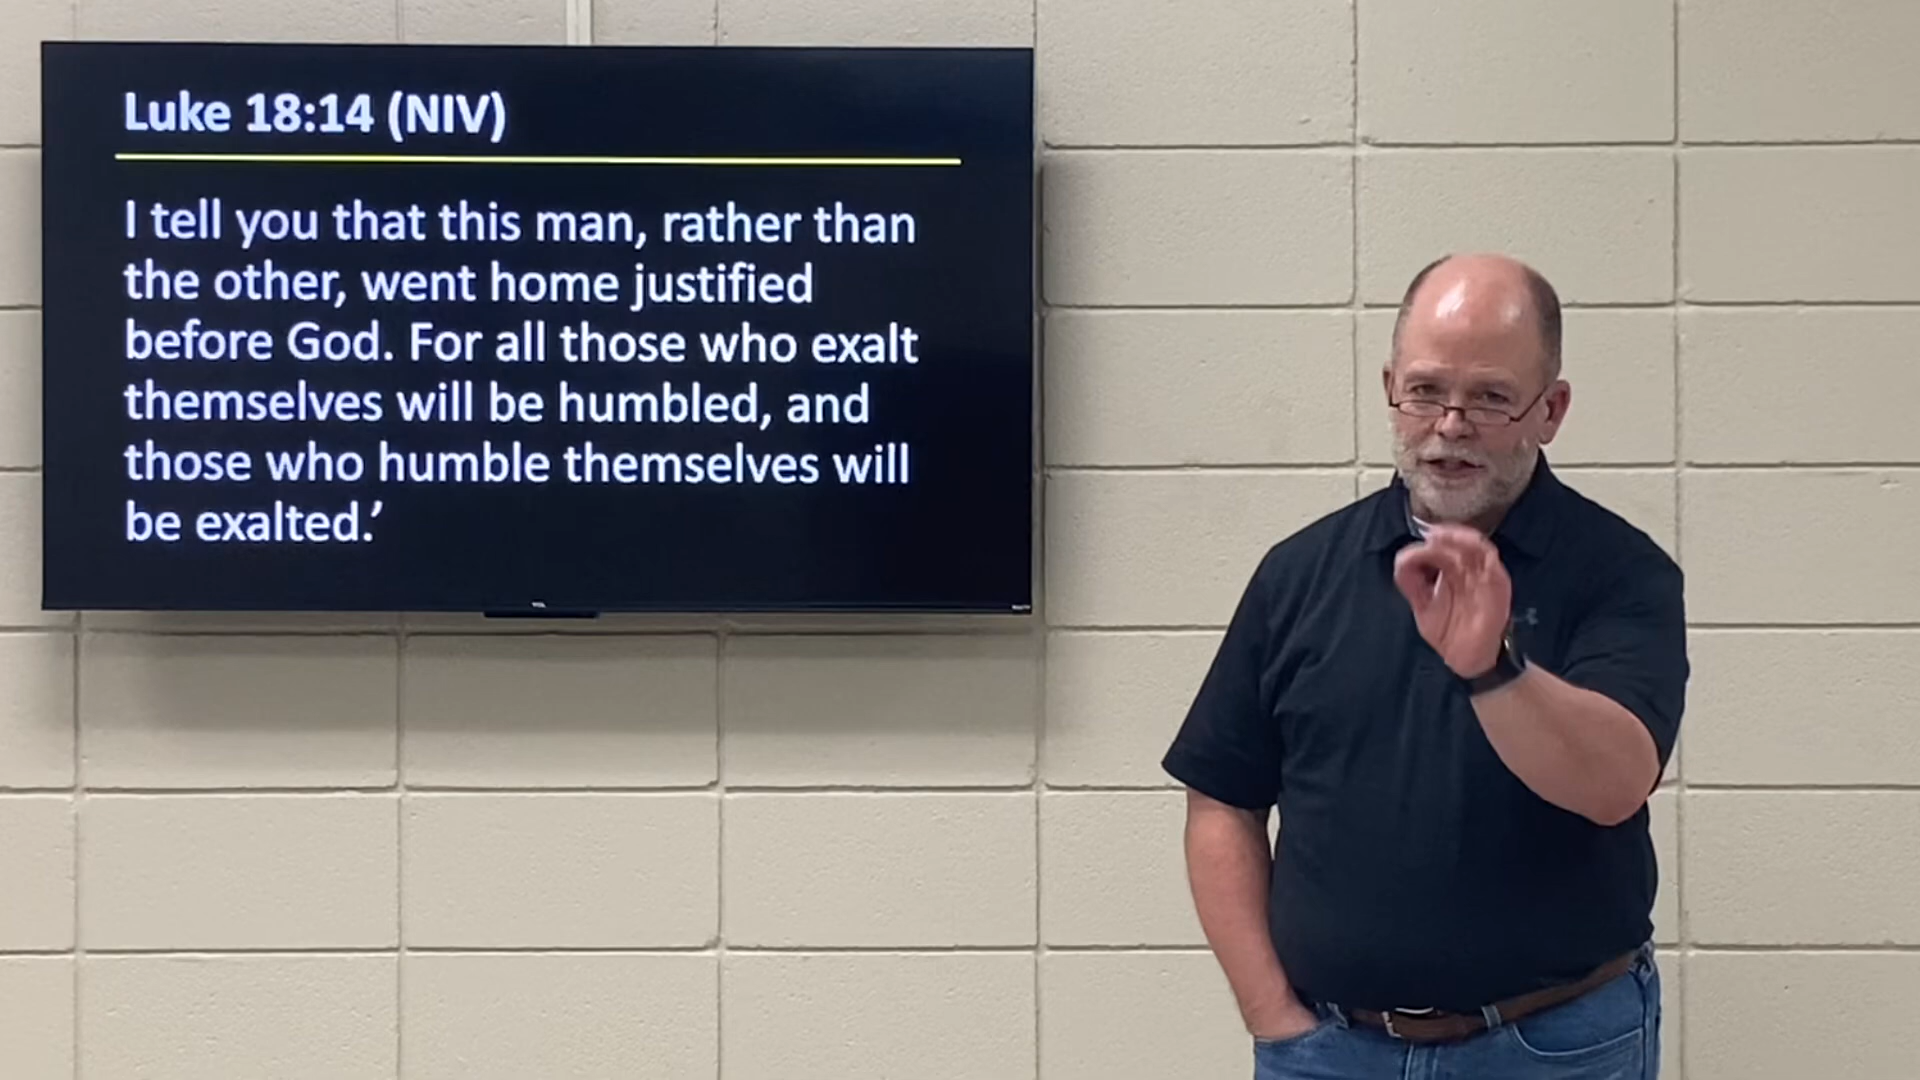 Luke 18:14 (NIV)
I tell you that this man, rather than
the other, went home justified
before God. For all those who exalt
themselves will be humbled, and
those who humble themselves will
be exalted.’
TCL